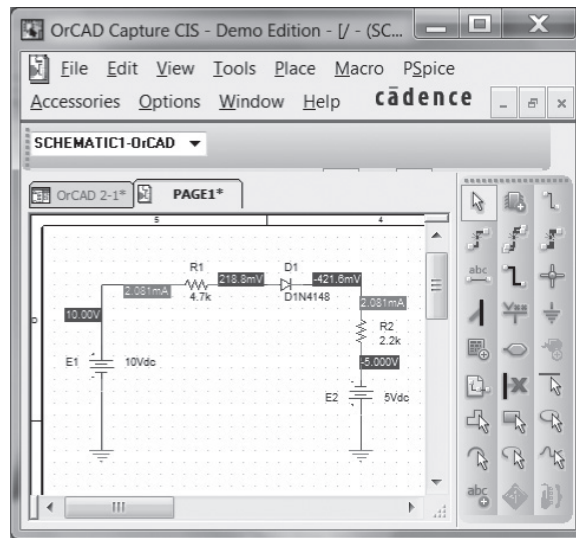 OrCAD Capture CIS - Demo Edition - [/ - (SC...
File Edit View Tools Place Macro PSpice
Accessories Options Window Help cādence
SCHEMATIC1-OrCAD
OrCAD 2-1* PAGE1*
5 4
R1 218.8mV D1 -421.6mV
2.081mA 4.7k D1N4148 2.081mA
10.00V
R2
2.2k
-5.000V
E1 10Vdc
E2 5Vdc
abc
abc